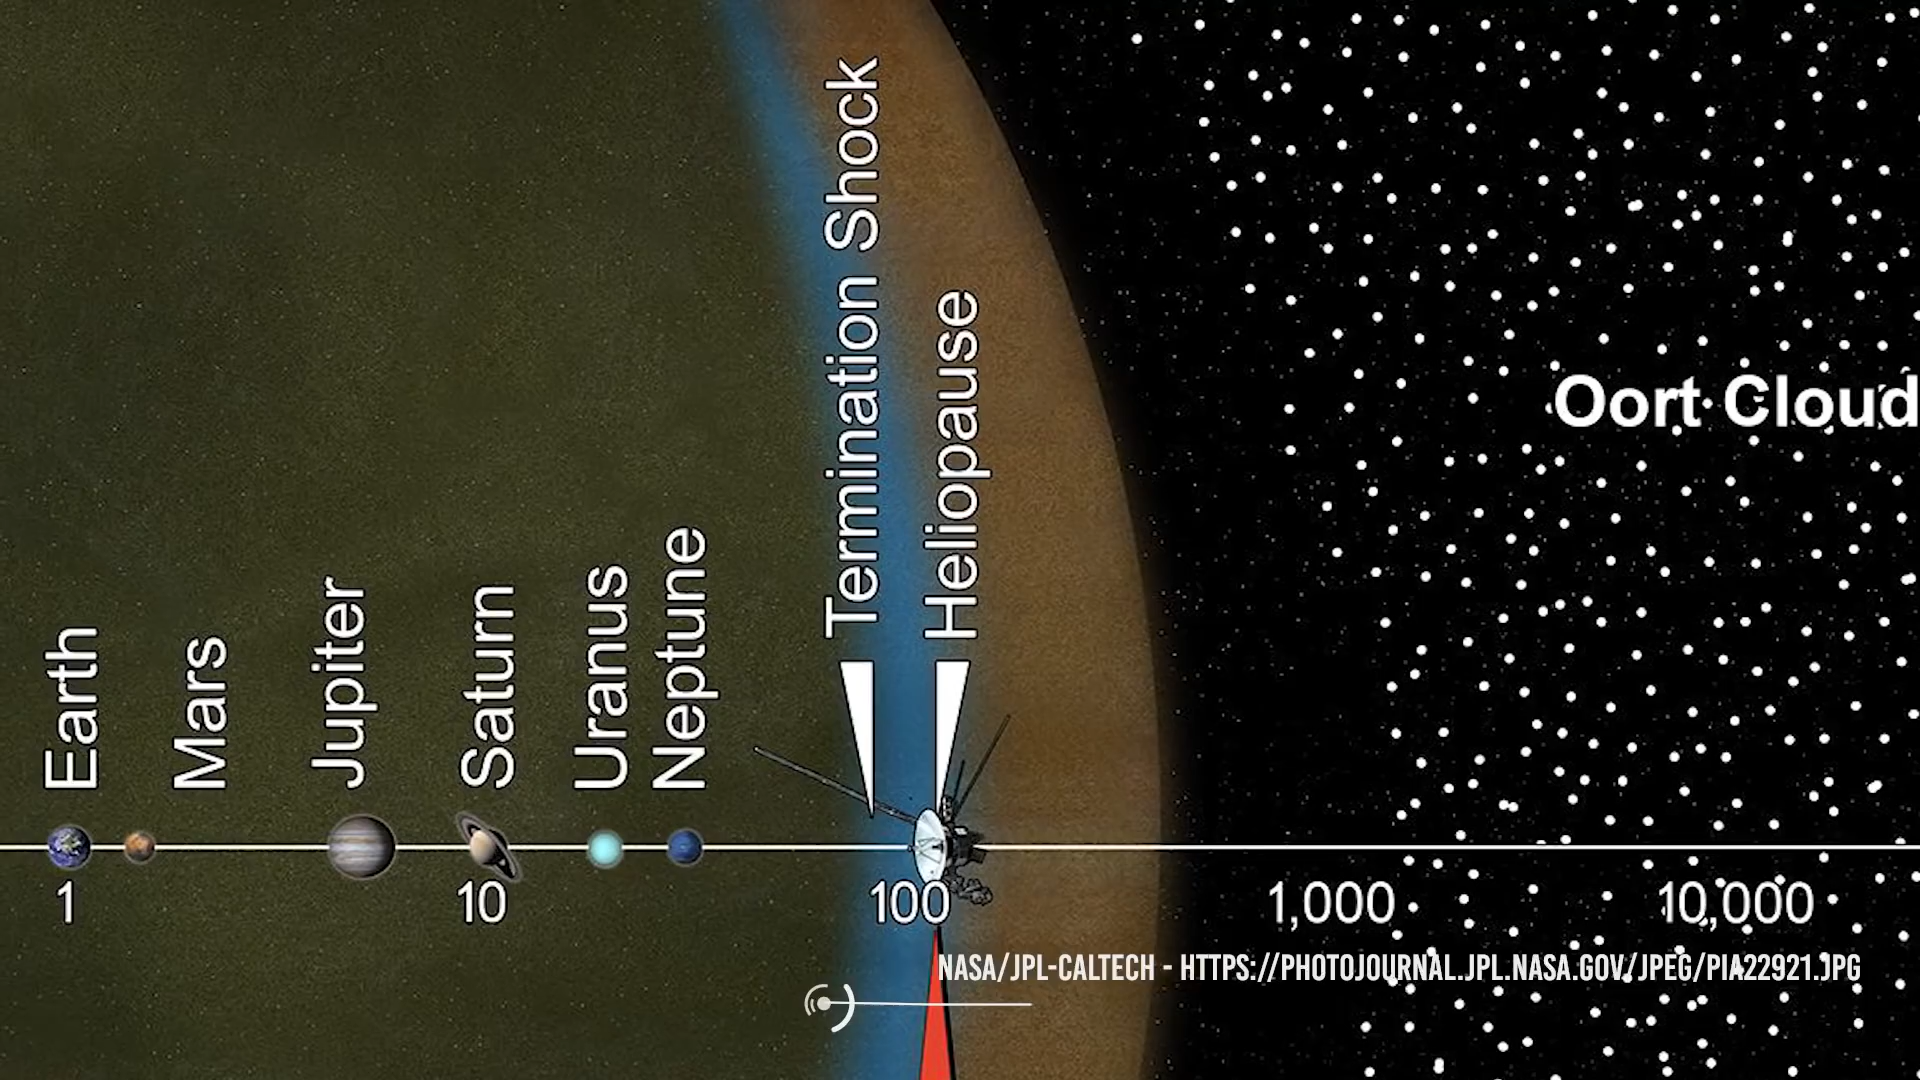 Earth
Mars
Jupiter
Saturn
Uranus
Neptune
Termination Shock
Heliopause
Oort Cloud
1
10
100
1,000
10,000
NASA/JPL-CALTECH - HTTPS://PHOTOJOURNAL.JPL.NASA.GOV/JPEG/PIA22921.JPG